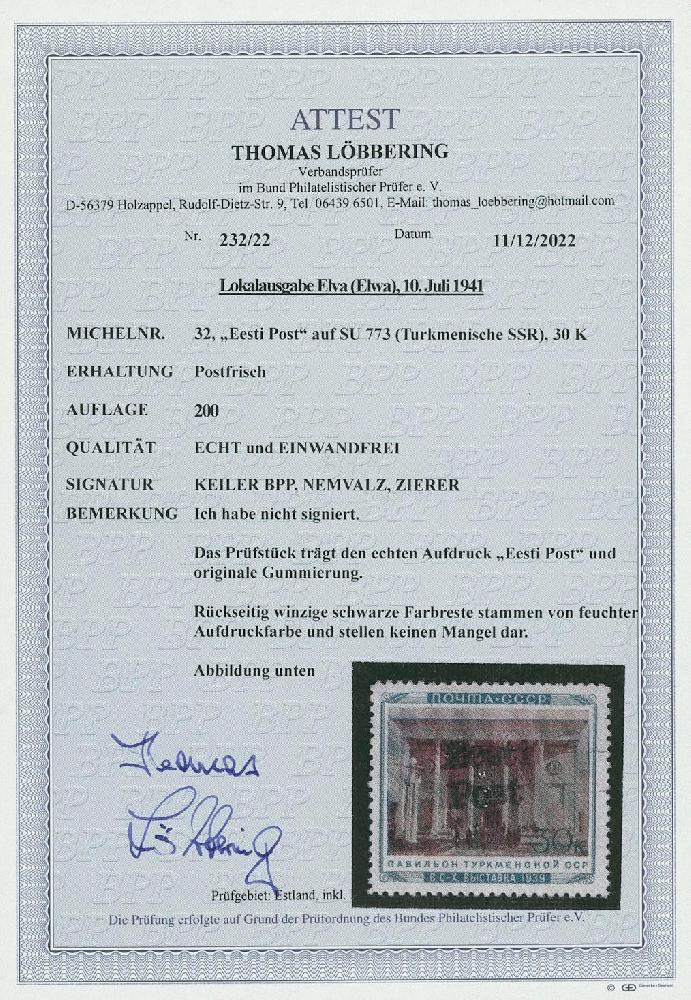 ATTEST
THOMAS LÖBBERING
Verbandsprüfer
im Bund Philatelistischer Prüfer e. V.
D-56379 Holzappel, Rudolf-Dietz-Str. 9, Tel. 06439 6501, E-Mail: thomas_loebbering@hotmail.com
Nr. 232/22 Datum 11/12/2022
Lokalausgabe Elva (Elwa), 10. Juli 1941
MICHELNR. 32, „Eesti Post“ auf SU 773 (Turkmenische SSR), 30 K
ERHALTUNG Postfrisch
AUFLAGE 200
QUALITÄT ECHT und EINWANDFREI
SIGNATUR KEILER BPP, NEMVALZ, ZIERER
BEMERKUNG Ich habe nicht signiert.
Das Prüfstück trägt den echten Aufdruck „Eesti Post“ und
originale Gummierung.
Rückseitig winzige schwarze Farbreste stammen von feuchter
Aufdruckfarbe und stellen keinen Mangel dar.
Abbildung unten
ПОЧТА·СССР
Eesti
Post
30К
ПАВИЛЬОН ТУРКМЕНСКОЙ ССР
В.С-Х. ВЫСТАВКА 1939
Thomas
Löbbering
Prüfgebiet: Estland, inkl.
Die Prüfung erfolgte auf Grund der Prüfordnung des Bundes Philatelistischer Prüfer e.V.